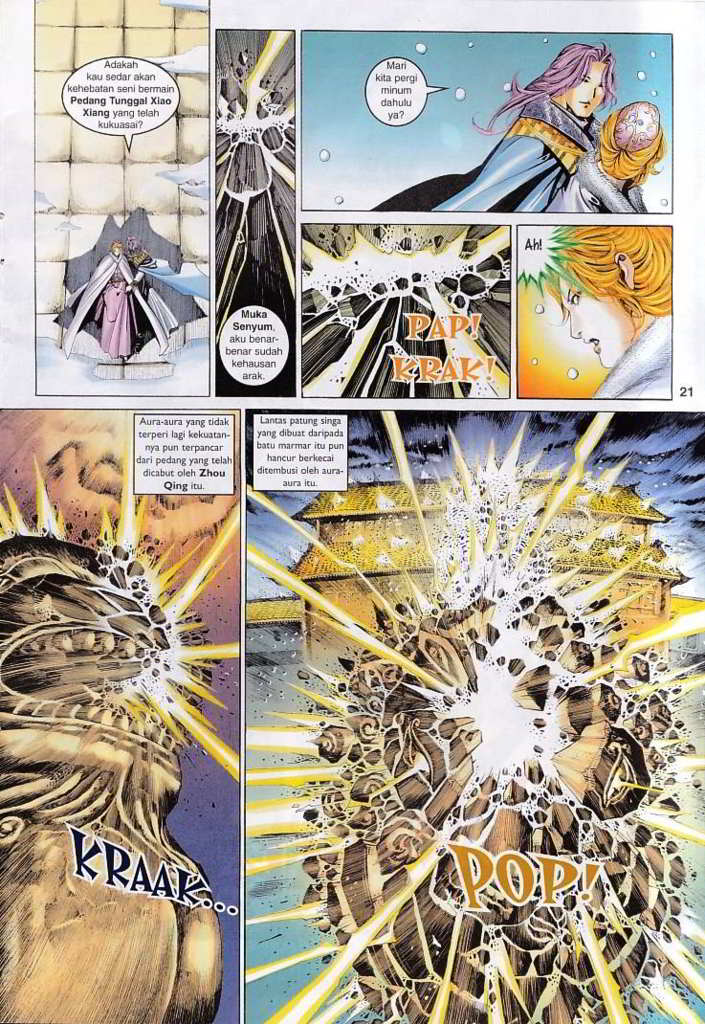 Adakah
kau sedar akan
kehebatan seni bermain
Pedang Tunggal Xiao
Xiang yang telah
kukuasai?
Muka
Senyum,
aku benar-
benar sudah
kehausan
arak.
Mari
kita pergi
minum
dahulu
ya?
PAP!
KRAK!
Ah!
21
Aura-aura yang tidak
terperi lagi kekuatan-
nya pun terpancar
dari pedang yang telah
dicabut oleh Zhou
Qing itu.
KRAAK...
Lantas patung singa
yang dibuat daripada
batu marmar itu pun
hancur berkecai
ditembusi oleh aura-
aura itu.
POP!